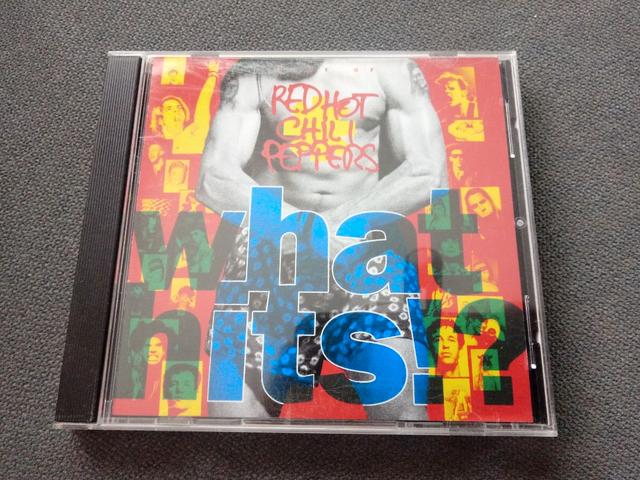 RED HOT
CHILI
PEPPERS
what
hits!?